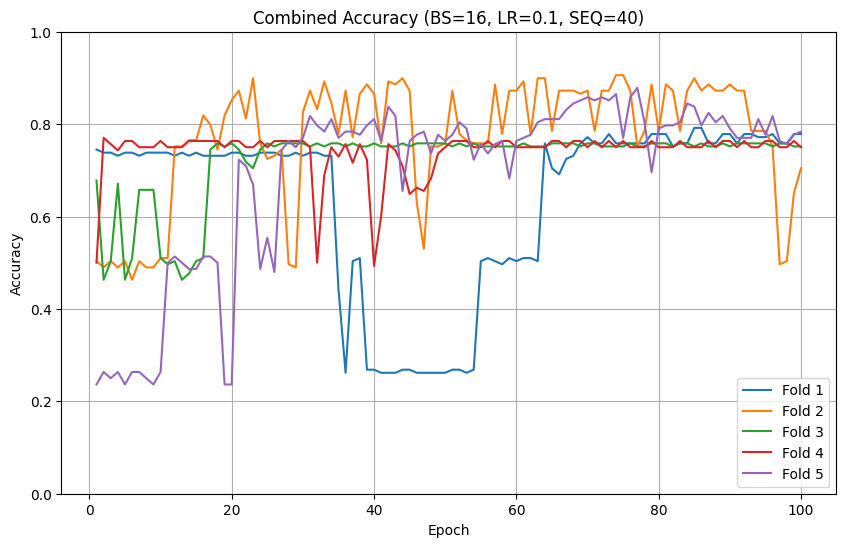 Combined Accuracy (BS=16, LR=0.1, SEQ=40)
1.0
0.8
0.6
0.4
0.2
0.0
Accuracy
0
20
40
60
80
100
Epoch
Fold 1
Fold 2
Fold 3
Fold 4
Fold 5